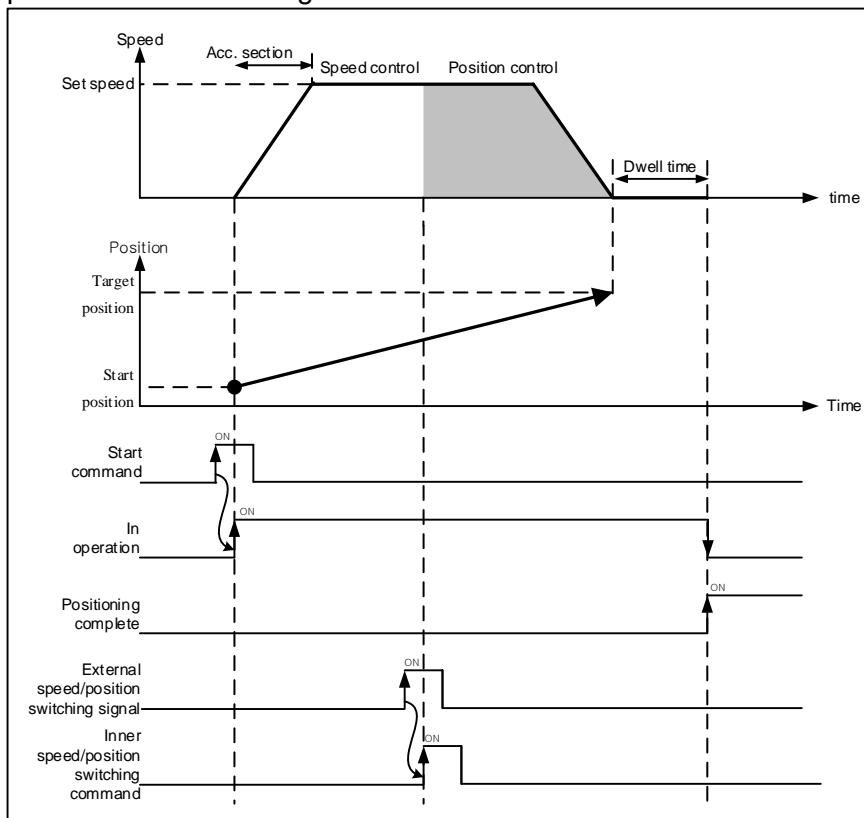 Speed
Acc. section
Speed control
Position control
Set speed
Dwell time
time
Position
Target
position
Start
position
Time
ON
Start
command
ON
In
operation
ON
Positioning
complete
ON
External
speed/position
switching signal
ON
Inner
speed/position
switching
command